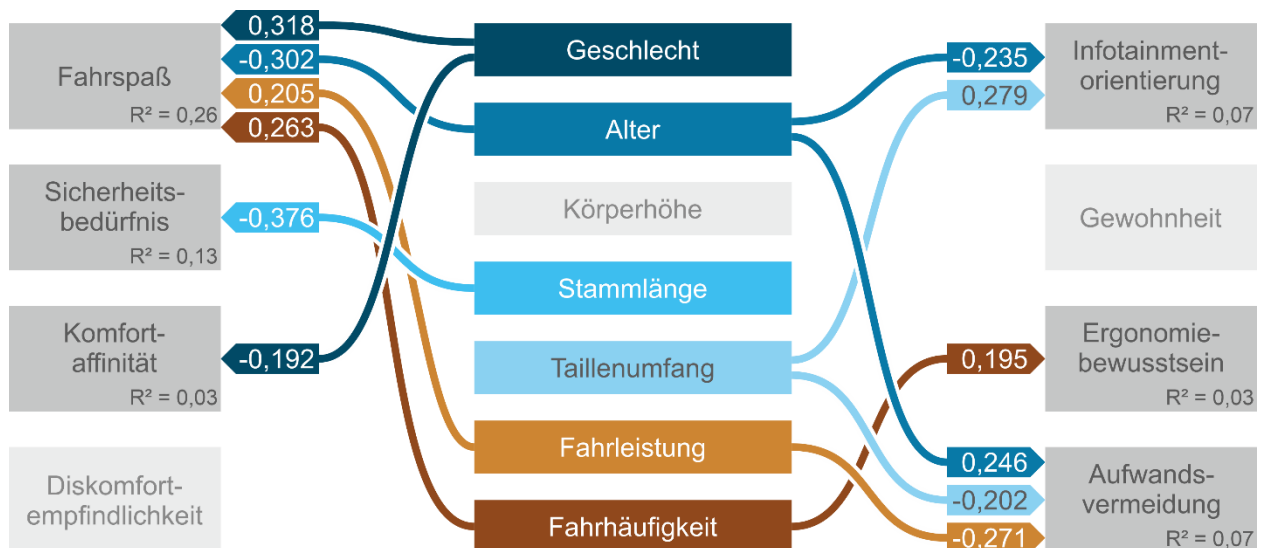 Fahrspaß
R² = 0,26
Sicherheits-
bedürfnis
R² = 0,13
Komfort-
affinität
R² = 0,03
Diskomfort-
empfindlichkeit
0,318
-0,302
0,205
0,263
-0,376
-0,192
Geschlecht
Alter
Körperhöhe
Stammlänge
Taillenumfang
Fahrleistung
Fahrhäufigkeit
-0,235
0,279
0,195
0,246
-0,202
-0,271
Infotainment-
orientierung
R² = 0,07
Gewohnheit
Ergonomie-
bewusstsein
R² = 0,03
Aufwands-
vermeidung
R² = 0,07